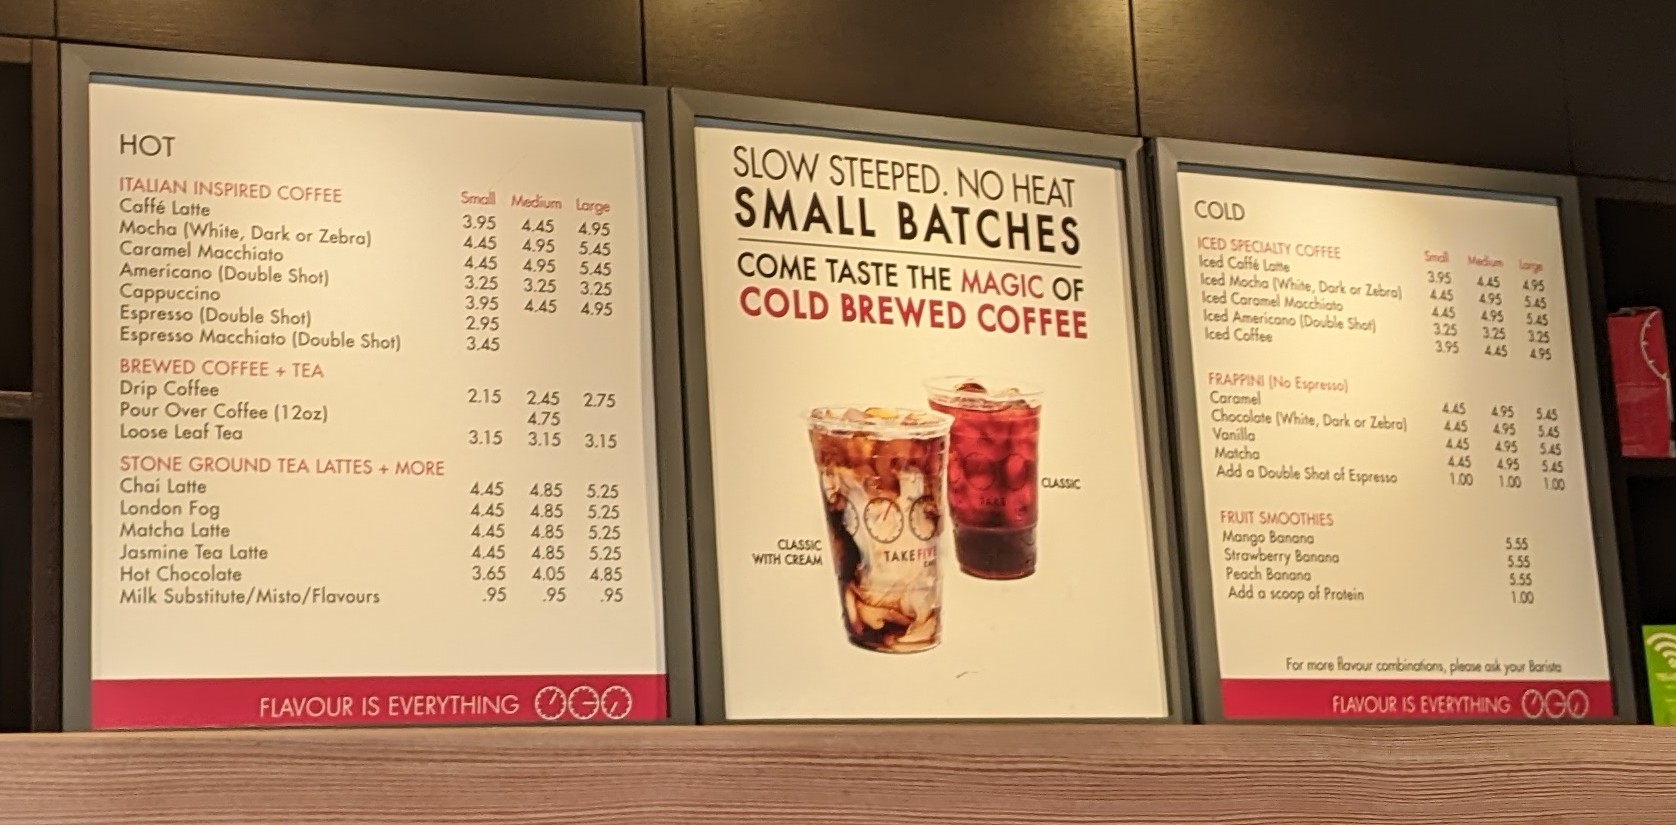 HOT
ITALIAN INSPIRED COFFEE Small Medium Large
Caffé Latte 3.95 4.45 4.95
Mocha (White, Dark or Zebra) 4.45 4.95 5.45
Caramel Macchiato 4.45 4.95 5.45
Americano (Double Shot) 3.25 3.25 3.25
Cappuccino 3.95 4.45 4.95
Espresso (Double Shot) 2.95
Espresso Macchiato (Double Shot) 3.45
BREWED COFFEE + TEA
Drip Coffee 2.15 2.45 2.75
Pour Over Coffee (12oz) 4.75
Loose Leaf Tea 3.15 3.15 3.15
STONE GROUND TEA LATTES + MORE
Chai Latte 4.45 4.85 5.25
London Fog 4.45 4.85 5.25
Matcha Latte 4.45 4.85 5.25
Jasmine Tea Latte 4.45 4.85 5.25
Hot Chocolate 3.65 4.05 4.85
Milk Substitute/Misto/Flavours .95 .95 .95
FLAVOUR IS EVERYTHING
SLOW STEEPED. NO HEAT
SMALL BATCHES
COME TASTE THE MAGIC OF
COLD BREWED COFFEE
CLASSIC
CLASSIC
WITH CREAM
TAKE FIVE
TAKE
COLD
ICED SPECIALTY COFFEE Small Medium Large
Iced Caffé Latte 3.95 4.45 4.95
Iced Mocha (White, Dark or Zebra) 4.45 4.95 5.45
Iced Caramel Macchiato 4.45 4.95 5.45
Iced Americano (Double Shot) 3.25 3.25 3.25
Iced Coffee 3.95 4.45 4.95
FRAPPINI (No Espresso)
Caramel 4.45 4.95 5.45
Chocolate (White, Dark or Zebra) 4.45 4.95 5.45
Vanilla 4.45 4.95 5.45
Matcha 4.45 4.95 5.45
Add a Double Shot of Espresso 1.00 1.00 1.00
FRUIT SMOOTHIES
Mango Banana 5.55
Strawberry Banana 5.55
Peach Banana 5.55
Add a scoop of Protein 1.00
For more flavour combinations, please ask your Barista
FLAVOUR IS EVERYTHING